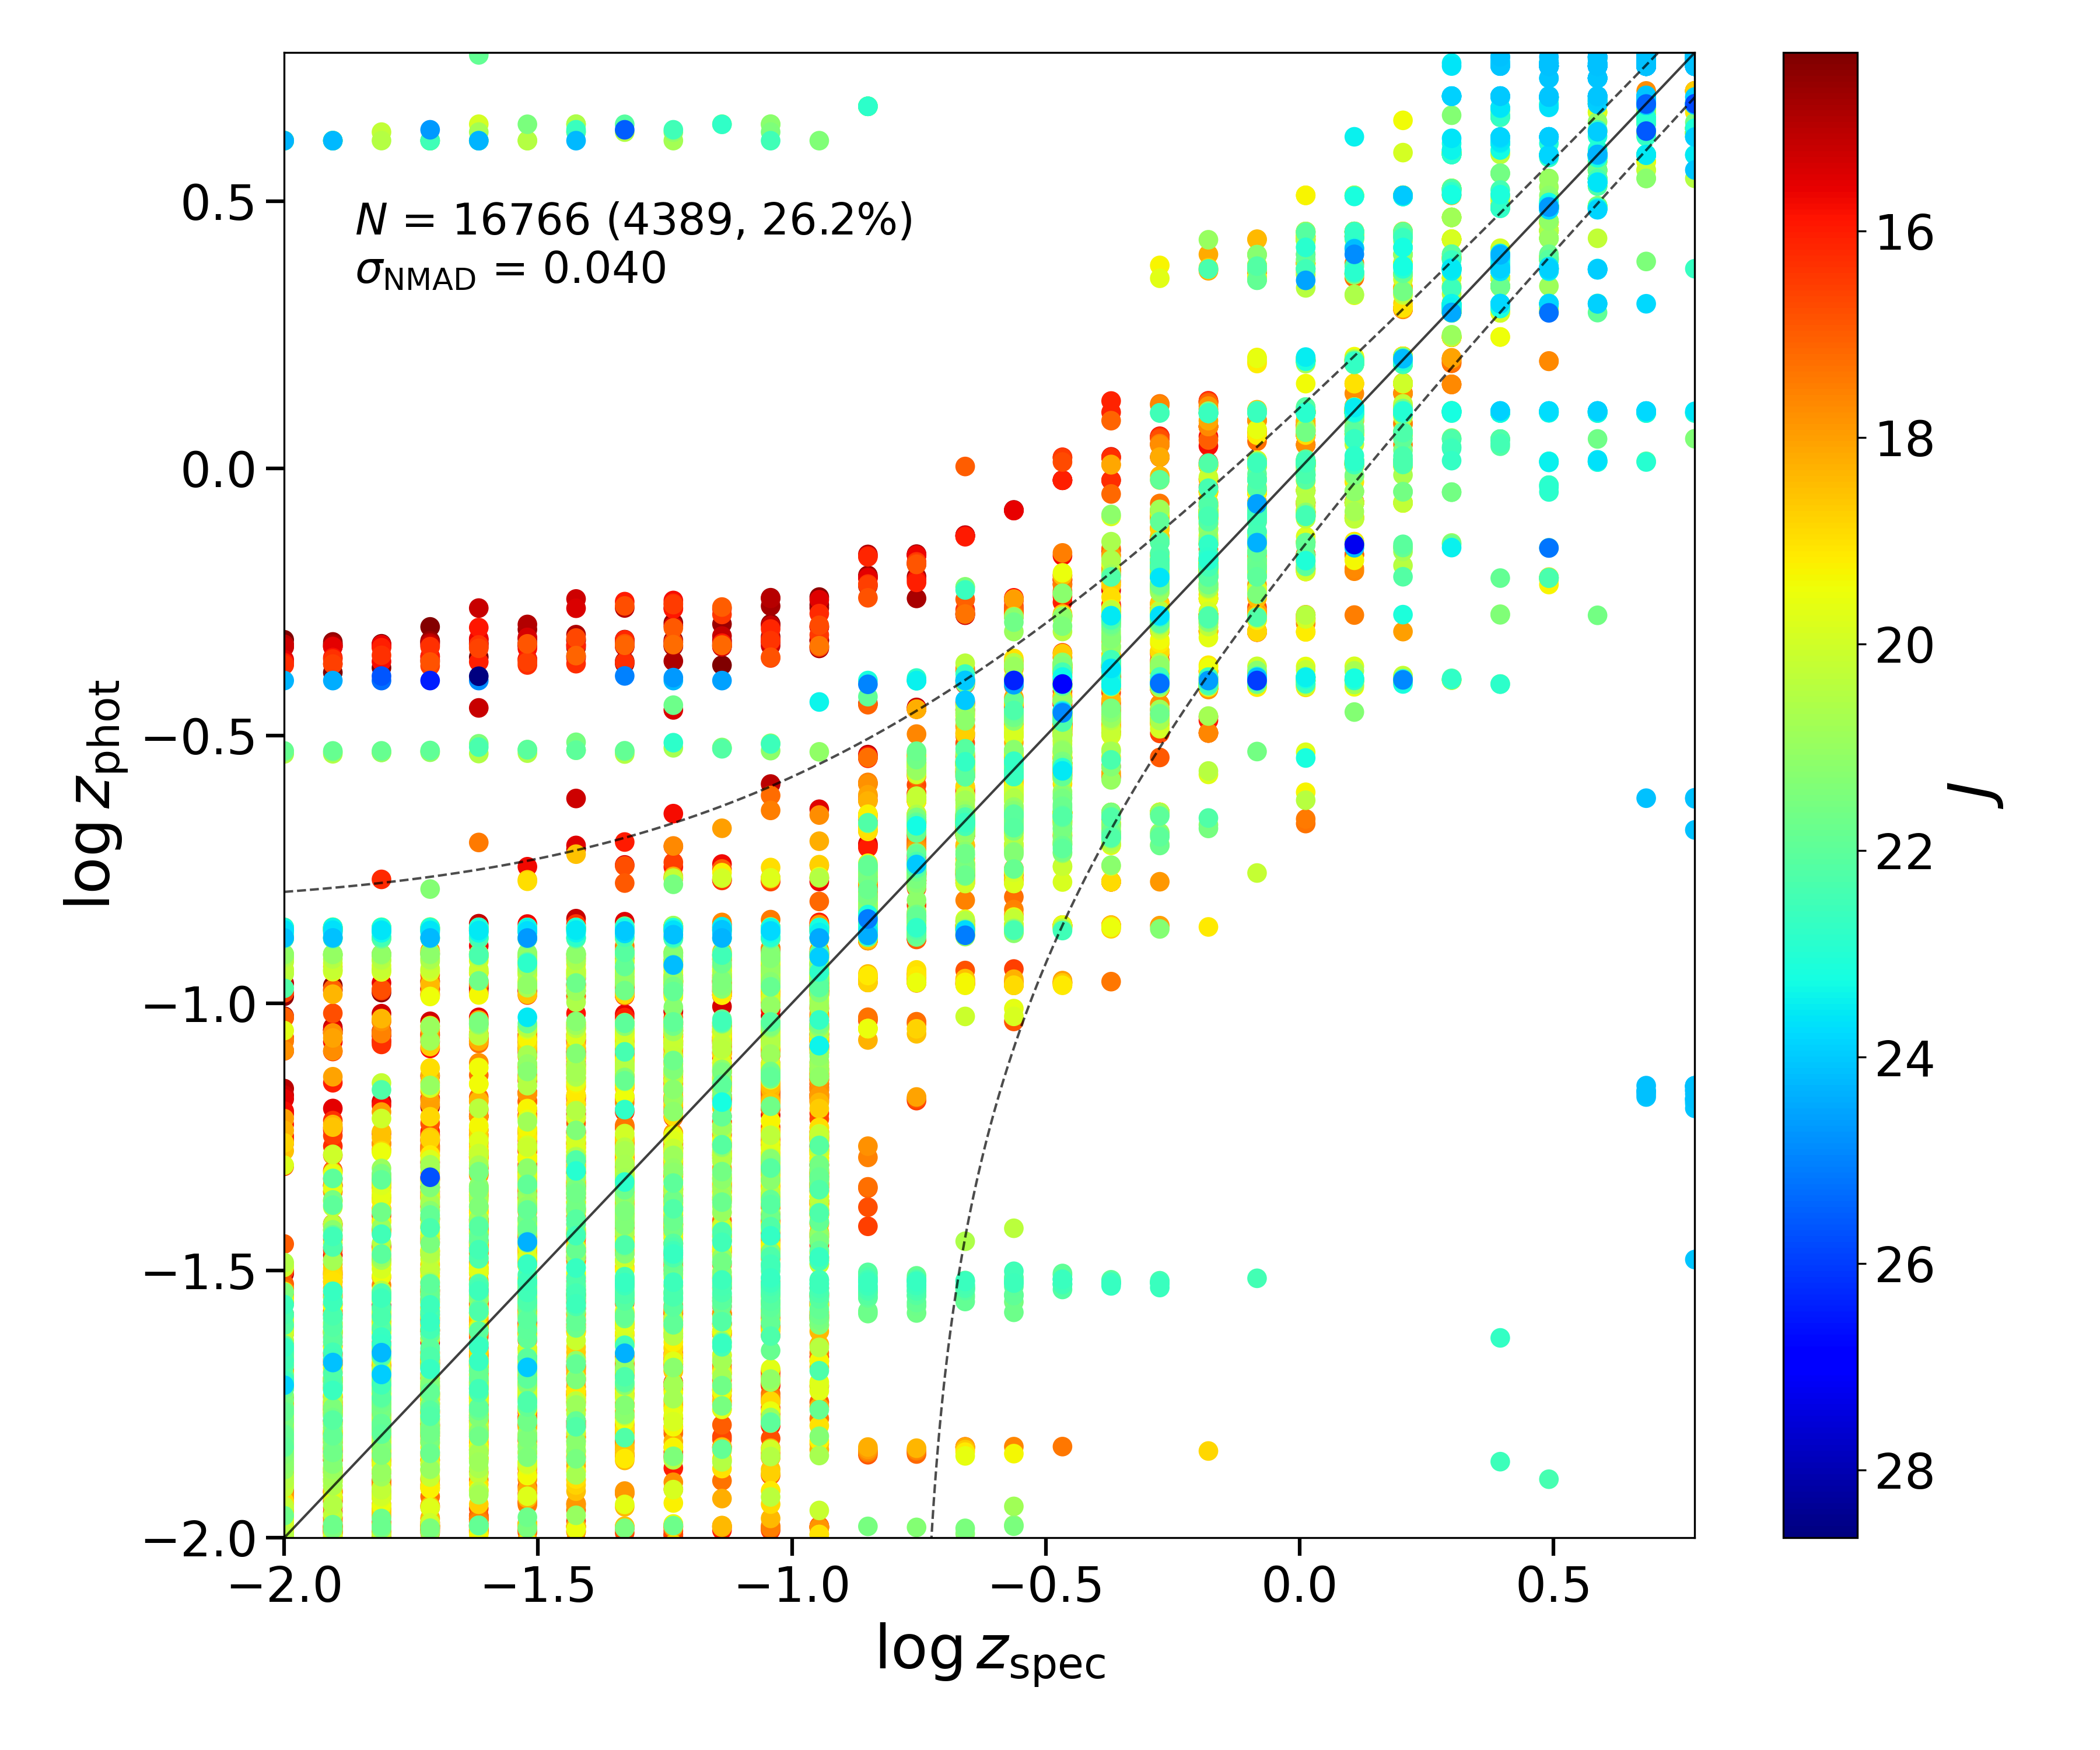 N = 16766 (4389, 26.2%)
σNMAD = 0.040
0.5
0.0
−0.5
−1.0
−1.5
−2.0
log zphot
−2.0 −1.5 −1.0 −0.5 0.0 0.5
log zspec
16
18
20
22
24
26
28
J